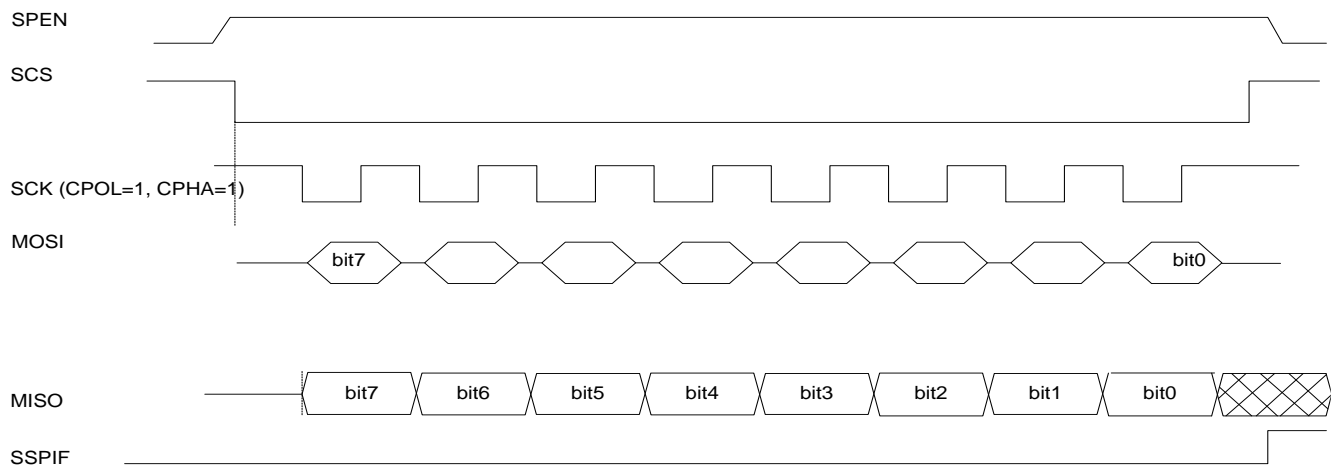 SPEN
SCS
SCK (CPOL=1, CPHA=1)
MOSI
bit7 bit0
MISO
bit7 bit6 bit5 bit4 bit3 bit2 bit1 bit0
SSPIF